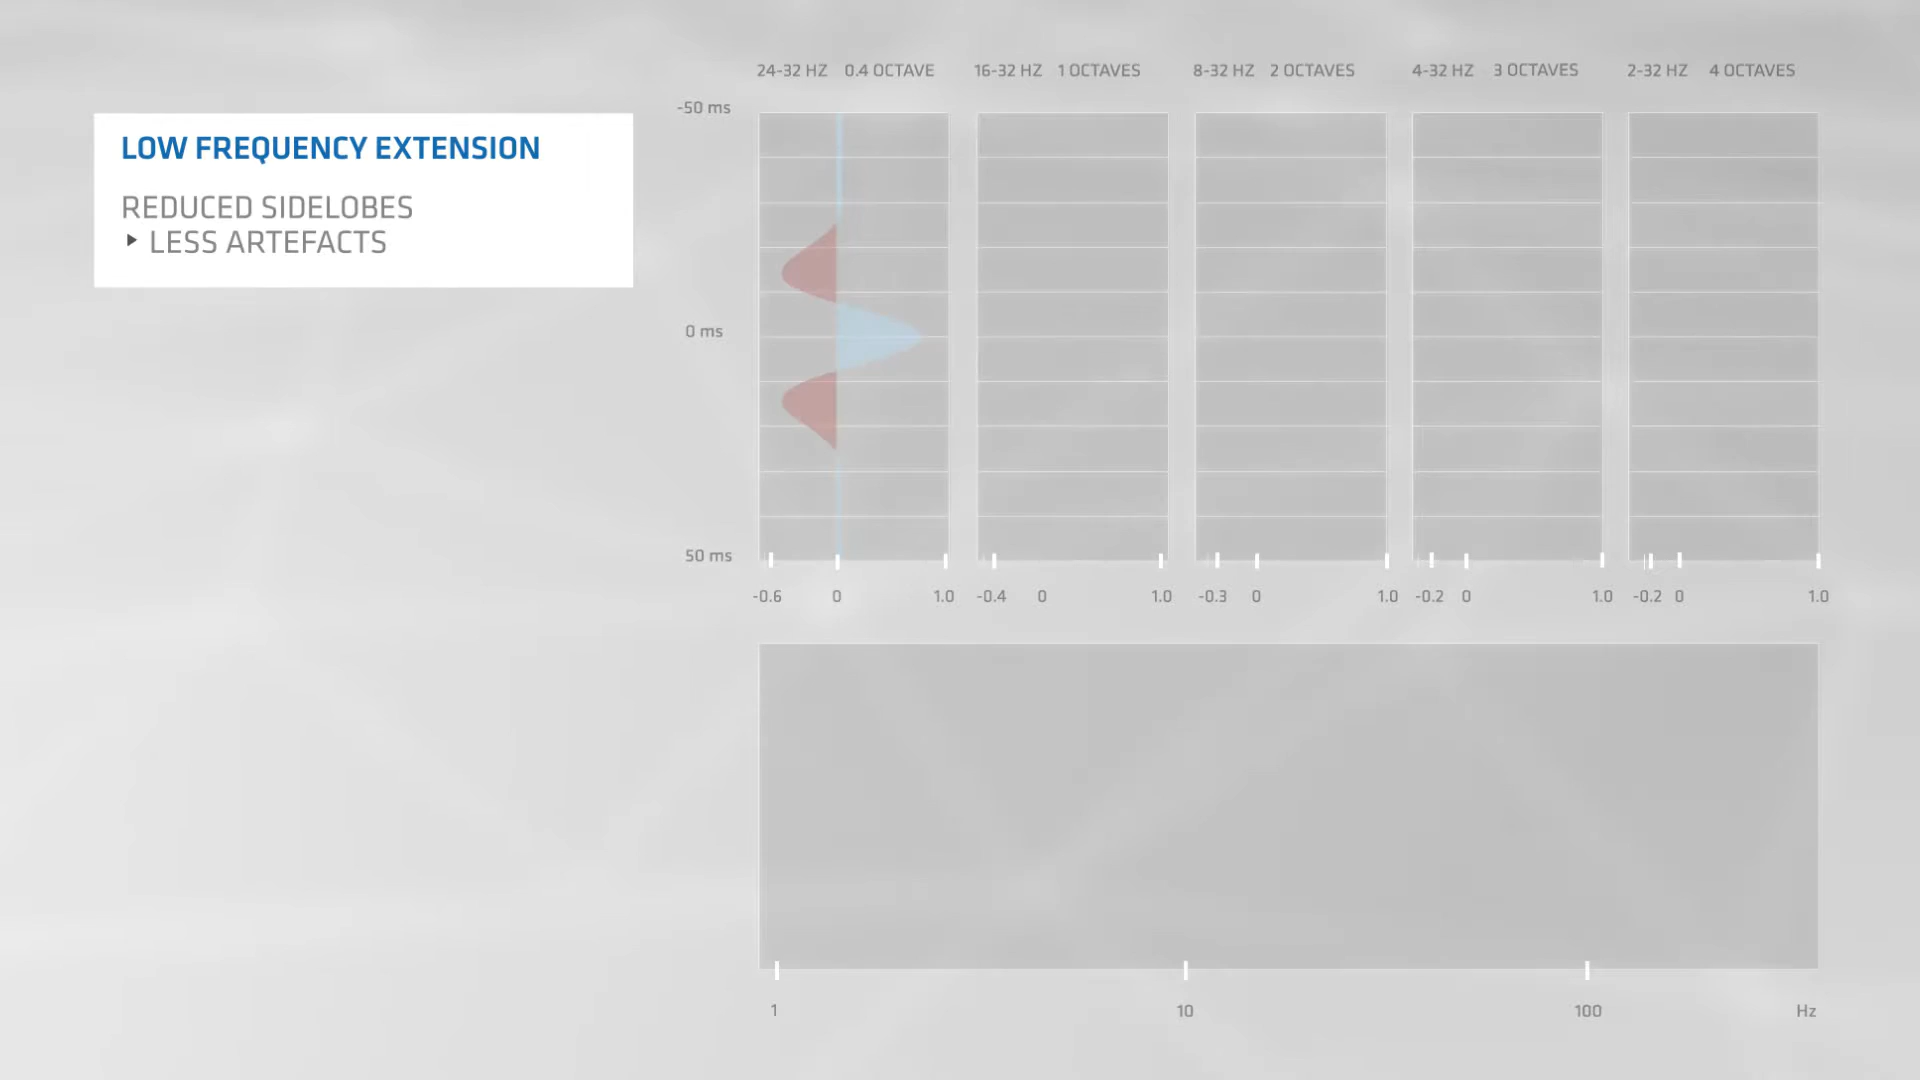 24-32 HZ 0.4 OCTAVE 16-32 HZ 1 OCTAVES 8-32 HZ 2 OCTAVES 4-32 HZ 3 OCTAVES 2-32 HZ 4 OCTAVES
-50 ms
LOW FREQUENCY EXTENSION
REDUCED SIDELOBES
LESS ARTEFACTS
0 ms
50 ms
-0.6 0 1.0 -0.4 0 1.0 -0.3 0 1.0 -0.2 0 1.0 -0.2 0 1.0
1 10 100 Hz